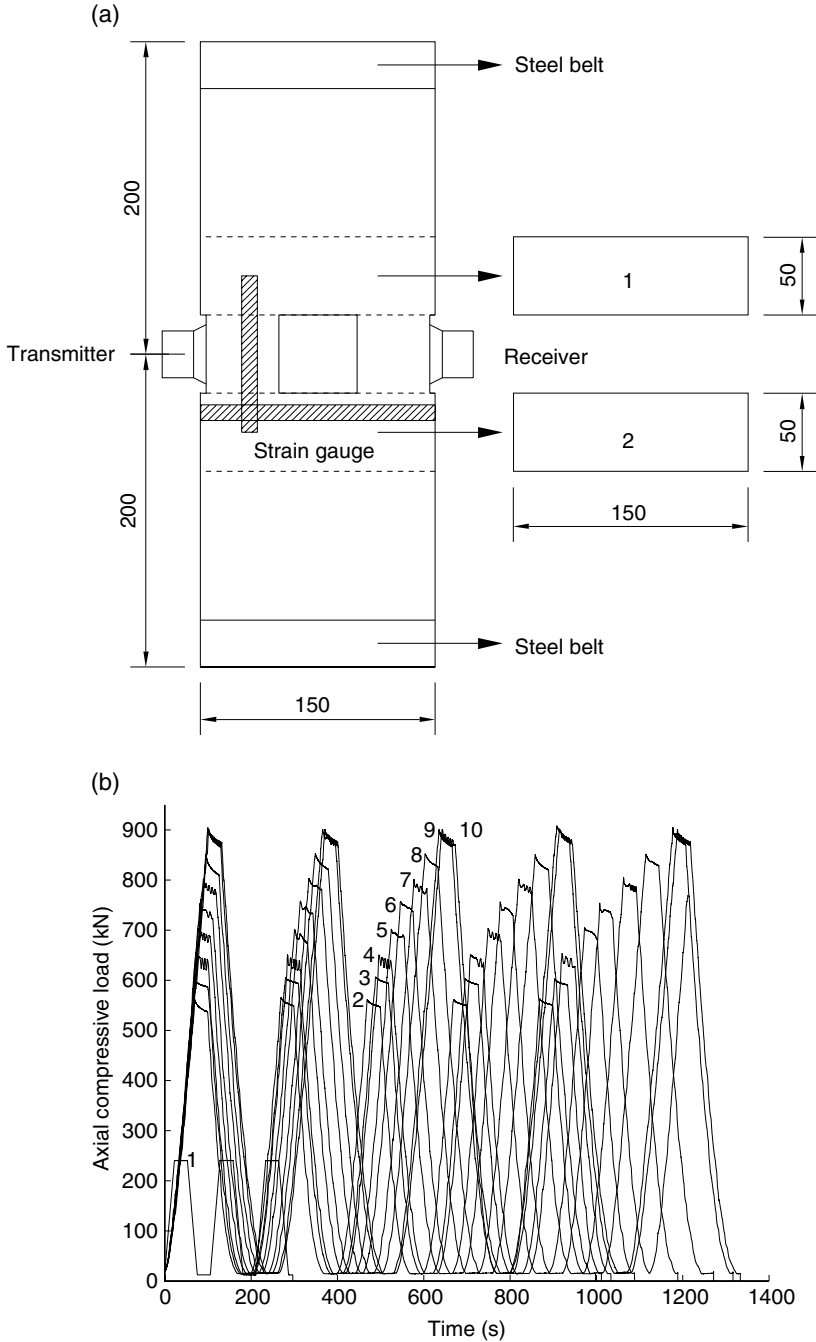 (a)
Steel belt
200
1
50
Transmitter
Receiver
2
50
Strain gauge
200
150
Steel belt
150
(b)
Axial compressive load (kN)
900
800
700
600
500
400
300
200
100
0
9 10
8
7
6
5
4
3
2
1
0 200 400 600 800 1000 1200 1400
Time (s)